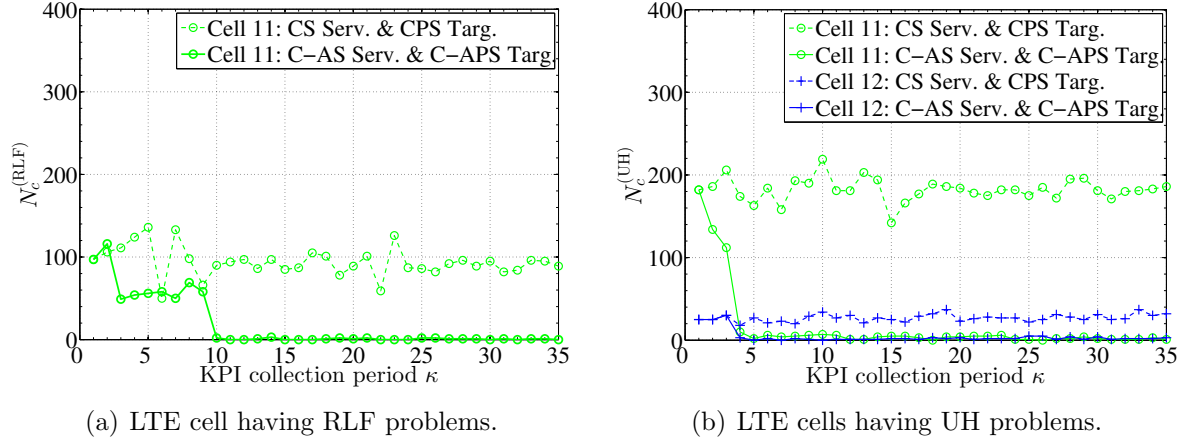 400
300
200
100
0
0
5
10
15
20
25
30
35
N_c^(RLF)
KPI collection period κ
Cell 11: CS Serv. & CPS Targ.
Cell 11: C−AS Serv. & C−APS Targ.
(a) LTE cell having RLF problems.
400
300
200
100
0
0
5
10
15
20
25
30
35
N_c^(UH)
KPI collection period κ
Cell 11: CS Serv. & CPS Targ.
Cell 11: C−AS Serv. & C−APS Targ.
Cell 12: CS Serv. & CPS Targ.
Cell 12: C−AS Serv. & C−APS Targ.
(b) LTE cells having UH problems.